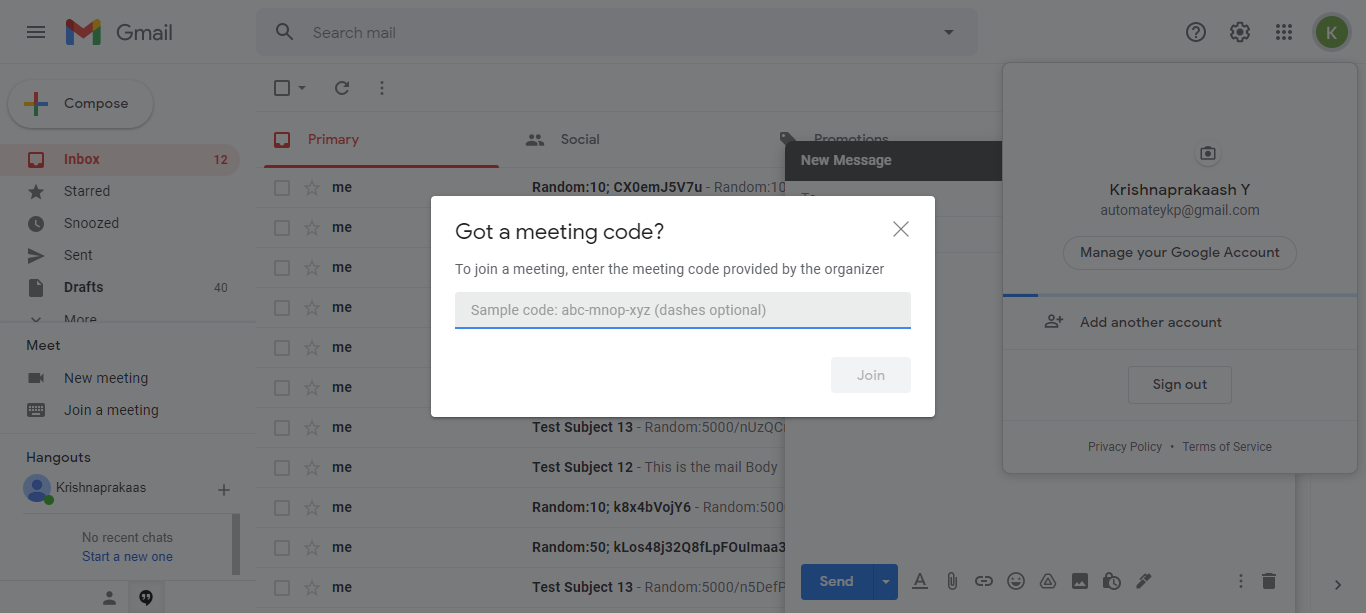 Gmail
Search mail
K
Compose
Inbox 12
Starred
Snoozed
Sent
Drafts 40
More
Meet
New meeting
Join a meeting
Hangouts
Krishnaprakaas
No recent chats
Start a new one
Primary
Social
Promotions
me Random:10; CX0emJ5V7u - Random:10
me
me
me
me
me
me Test Subject 13 - Random:5000/nUzQC
me Test Subject 12 - This is the mail Body
me Random:10; k8x4bVojY6 - Random:500
me Random:50; kLos48j32Q8fLpFOuImaa3
me Test Subject 13 - Random:5000/n5DefP
New Message
Send
Got a meeting code?
To join a meeting, enter the meeting code provided by the organizer
Sample code: abc-mnop-xyz (dashes optional)
Join
Krishnaprakaash Y
automateykp@gmail.com
Manage your Google Account
Add another account
Sign out
Privacy Policy • Terms of Service